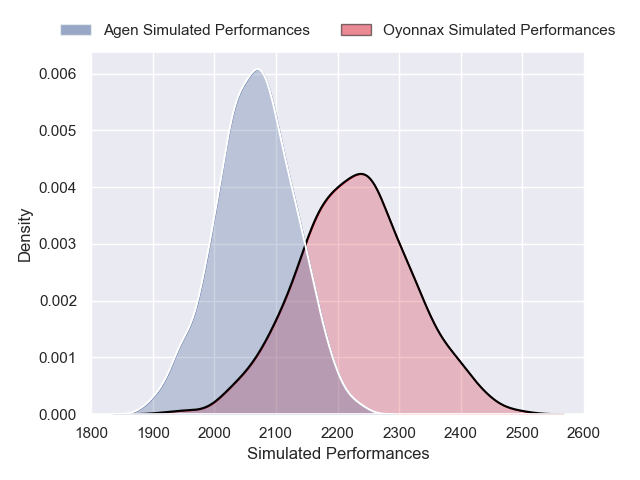 Agen Simulated Performances
Oyonnax Simulated Performances
0.006
0.005
0.004
0.003
0.002
0.001
0.000
Density
1800 1900 2000 2100 2200 2300 2400 2500 2600
Simulated Performances